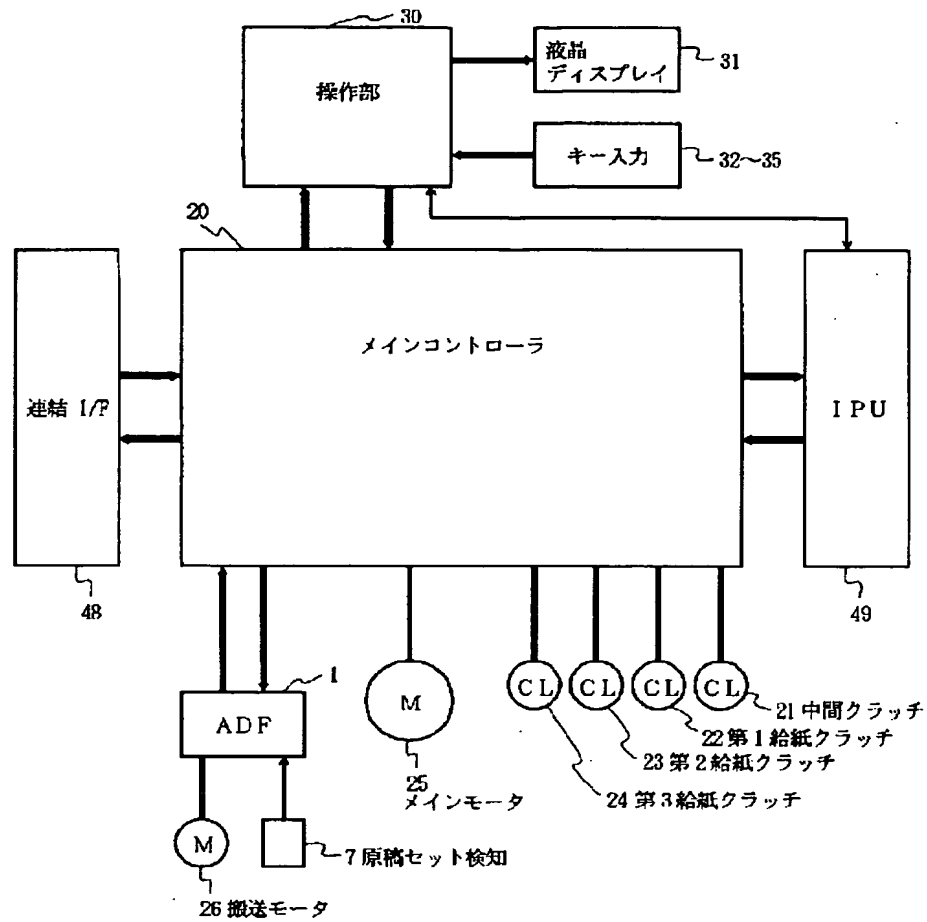 30
液晶
ディスプレイ
31
操作部
キー入力
32〜35
20
メインコントローラ
連結 I/F
IPU
48
49
1
ADF
M
CL
CL
CL
CL
21 中間クラッチ
22 第1給紙クラッチ
23 第2給紙クラッチ
24 第3給紙クラッチ
25
メインモータ
M
7 原稿セット検知
26 搬送モータ